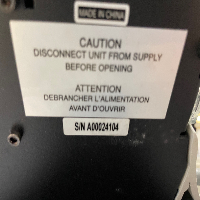 MADE IN CHINA
CAUTION
DISCONNECT UNIT FROM SUPPLY
BEFORE OPENING
ATTENTION
DEBRANCHER L'ALIMENTATION
AVANT D'OUVRIR
S/N A00024104